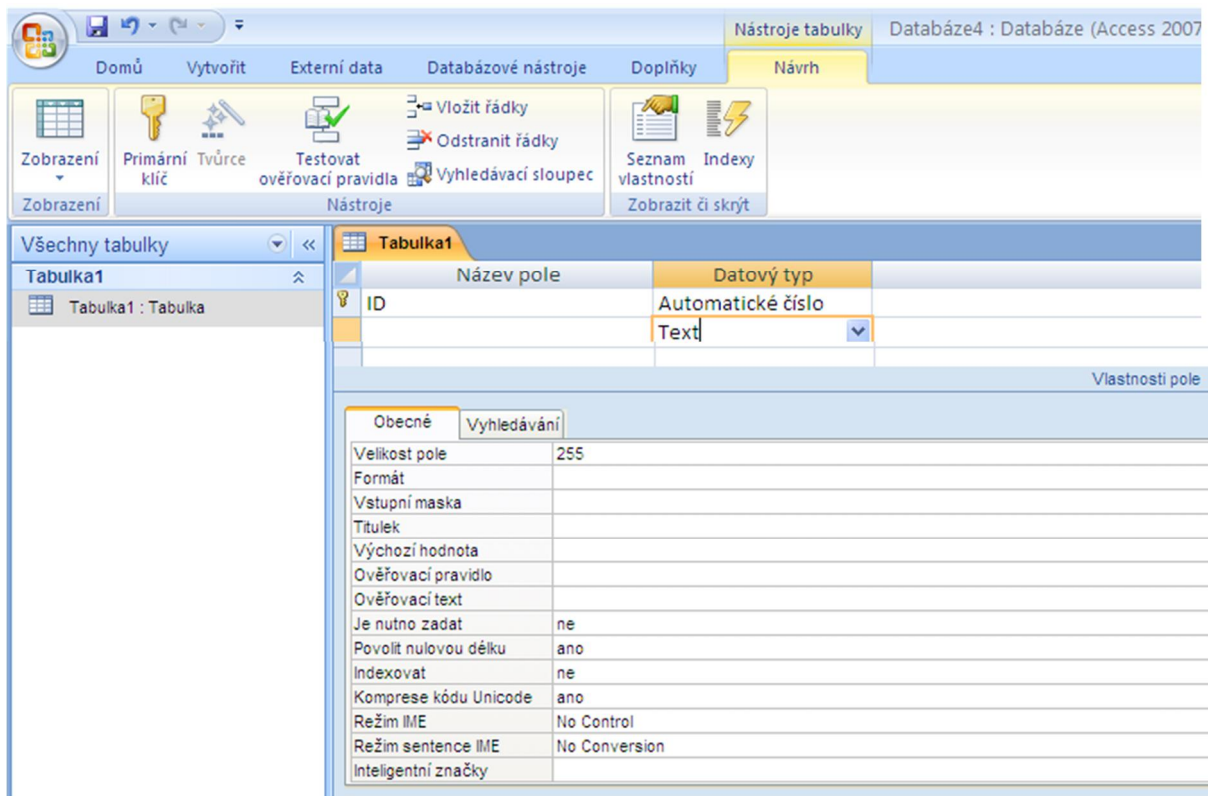 Nástroje tabulky Databáze4 : Databáze (Access 2007
Domů Vytvořit Externí data Databázové nástroje Doplňky Návrh
Zobrazení
Primární klíč
Tvůrce
Testovat ověřovací pravidla
Vložit řádky
Odstranit řádky
Vyhledávací sloupec
Seznam vlastností
Indexy
Zobrazení Nástroje Zobrazit či skrýt
Všechny tabulky
Tabulka1
Tabulka1 : Tabulka
Tabulka1
Název pole Datový typ
ID Automatické číslo
Text
Vlastnosti pole
Obecné Vyhledávání
Velikost pole 255
Formát
Vstupní maska
Titulek
Výchozí hodnota
Ověřovací pravidlo
Ověřovací text
Je nutno zadat ne
Povolit nulovou délku ano
Indexovat ne
Komprese kódu Unicode ano
Režim IME No Control
Režim sentence IME No Conversion
Inteligentní značky